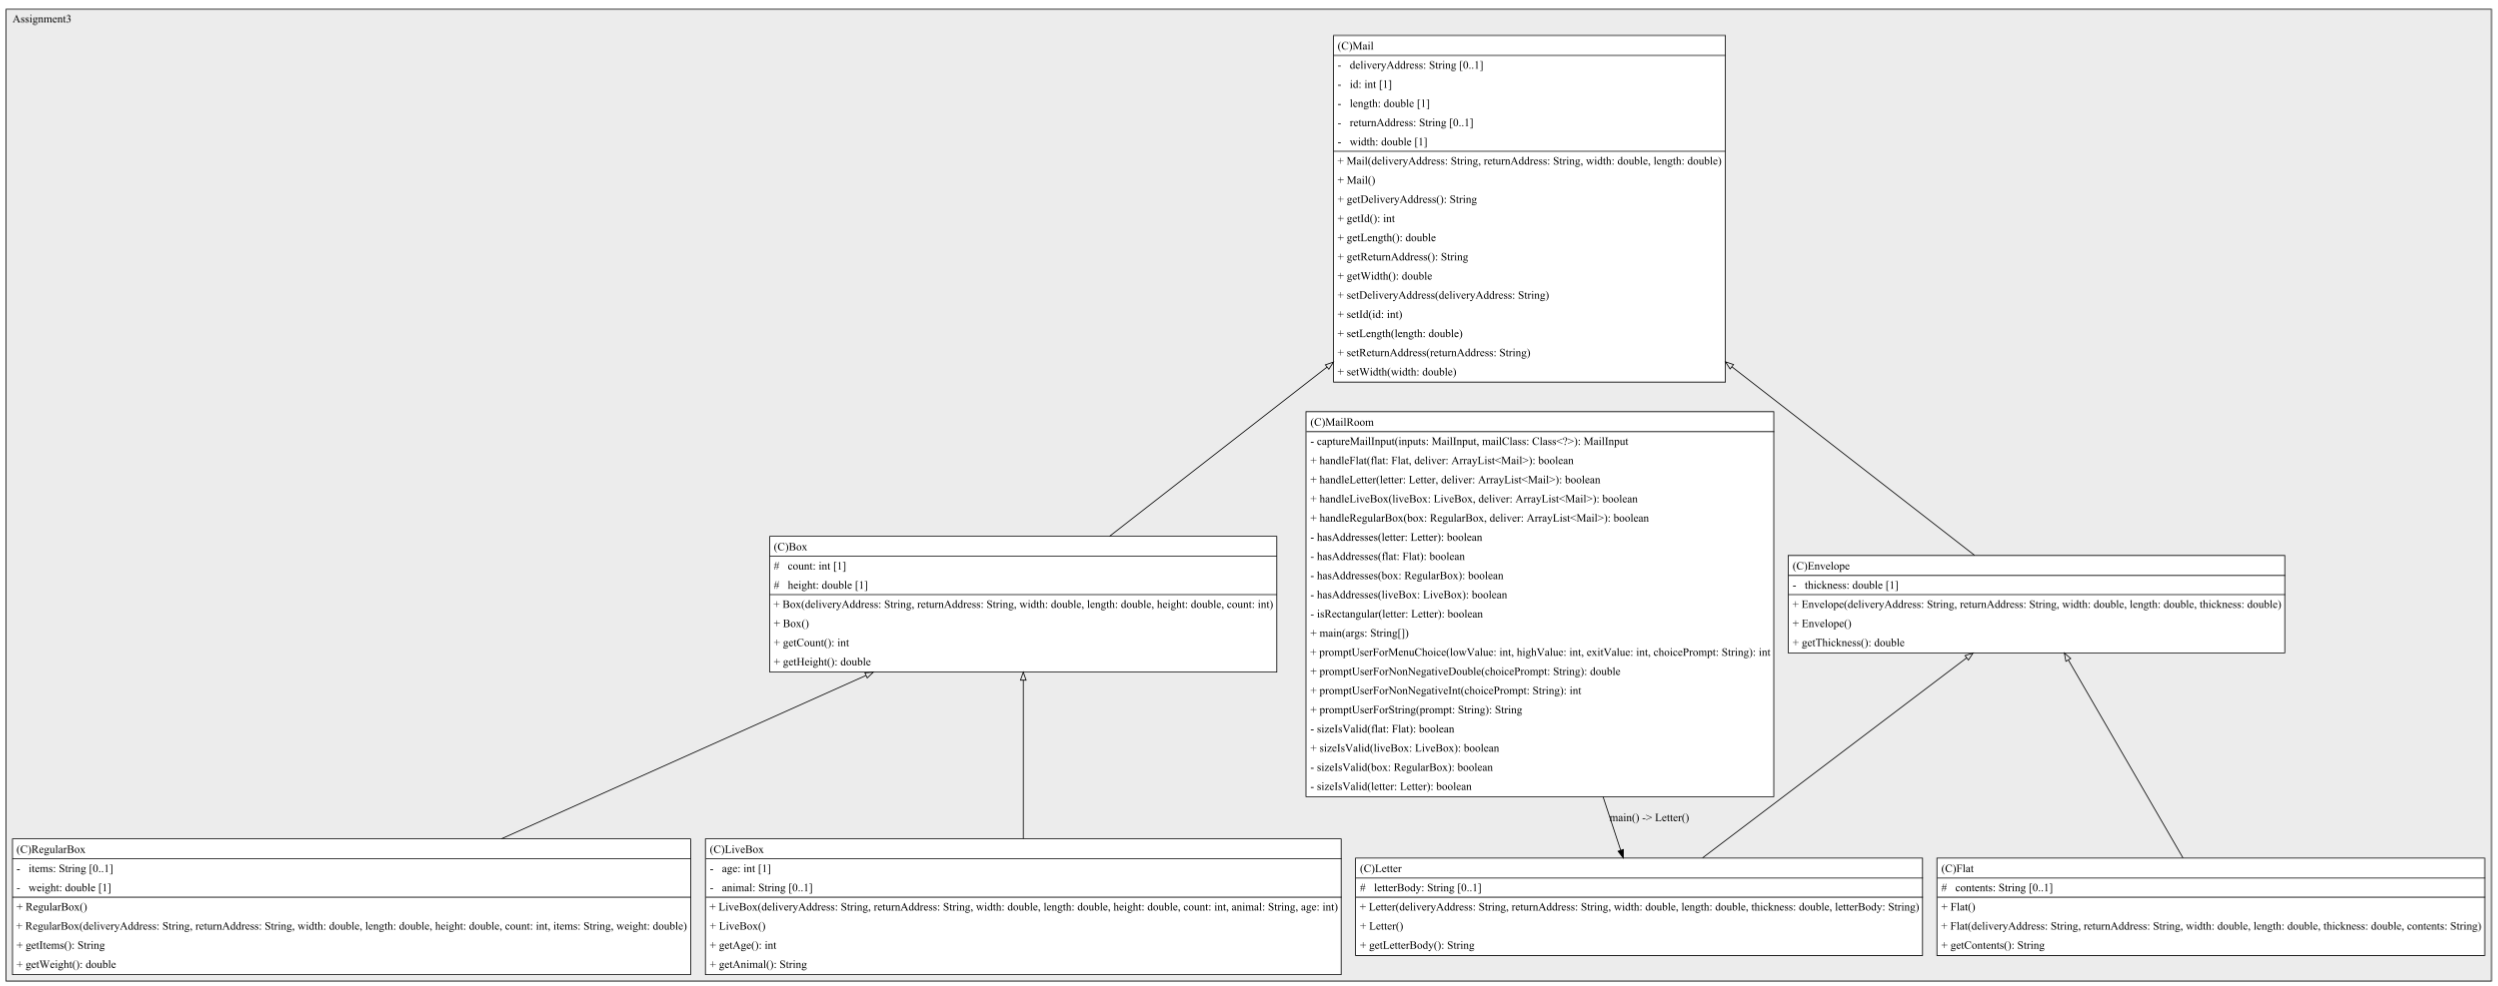 Assignment3
(C)Mail
- deliveryAddress: String [0..1]
- id: int [1]
- length: double [1]
- returnAddress: String [0..1]
- width: double [1]
+ Mail(deliveryAddress: String, returnAddress: String, width: double, length: double)
+ Mail()
+ getDeliveryAddress(): String
+ getId(): int
+ getLength(): double
+ getReturnAddress(): String
+ getWidth(): double
+ setDeliveryAddress(deliveryAddress: String)
+ setId(id: int)
+ setLength(length: double)
+ setReturnAddress(returnAddress: String)
+ setWidth(width: double)
(C)MailRoom
- captureMailInput(inputs: MailInput, mailClass: Class<?>): MailInput
+ handleFlat(flat: Flat, deliver: ArrayList<Mail>): boolean
+ handleLetter(letter: Letter, deliver: ArrayList<Mail>): boolean
+ handleLiveBox(liveBox: LiveBox, deliver: ArrayList<Mail>): boolean
+ handleRegularBox(box: RegularBox, deliver: ArrayList<Mail>): boolean
- hasAddresses(letter: Letter): boolean
- hasAddresses(flat: Flat): boolean
- hasAddresses(box: RegularBox): boolean
- hasAddresses(liveBox: LiveBox): boolean
- isRectangular(letter: Letter): boolean
+ main(args: String[])
+ promptUserForMenuChoice(lowValue: int, highValue: int, exitValue: int, choicePrompt: String): int
+ promptUserForNonNegativeDouble(choicePrompt: String): double
+ promptUserForNonNegativeInt(choicePrompt: String): int
+ promptUserForString(prompt: String): String
- sizeIsValid(flat: Flat): boolean
+ sizeIsValid(liveBox: LiveBox): boolean
- sizeIsValid(box: RegularBox): boolean
- sizeIsValid(letter: Letter): boolean
(C)Box
# count: int [1]
# height: double [1]
+ Box(deliveryAddress: String, returnAddress: String, width: double, length: double, height: double, count: int)
+ Box()
+ getCount(): int
+ getHeight(): double
(C)Envelope
- thickness: double [1]
+ Envelope(deliveryAddress: String, returnAddress: String, width: double, length: double, thickness: double)
+ Envelope()
+ getThickness(): double
main() -> Letter()
(C)RegularBox
- items: String [0..1]
- weight: double [1]
+ RegularBox()
+ RegularBox(deliveryAddress: String, returnAddress: String, width: double, length: double, height: double, count: int, items: String, weight: double)
+ getItems(): String
+ getWeight(): double
(C)LiveBox
- age: int [1]
- animal: String [0..1]
+ LiveBox(deliveryAddress: String, returnAddress: String, width: double, length: double, height: double, count: int, animal: String, age: int)
+ LiveBox()
+ getAge(): int
+ getAnimal(): String
(C)Letter
# letterBody: String [0..1]
+ Letter(deliveryAddress: String, returnAddress: String, width: double, length: double, thickness: double, letterBody: String)
+ Letter()
+ getLetterBody(): String
(C)Flat
# contents: String [0..1]
+ Flat()
+ Flat(deliveryAddress: String, returnAddress: String, width: double, length: double, thickness: double, contents: String)
+ getContents(): String